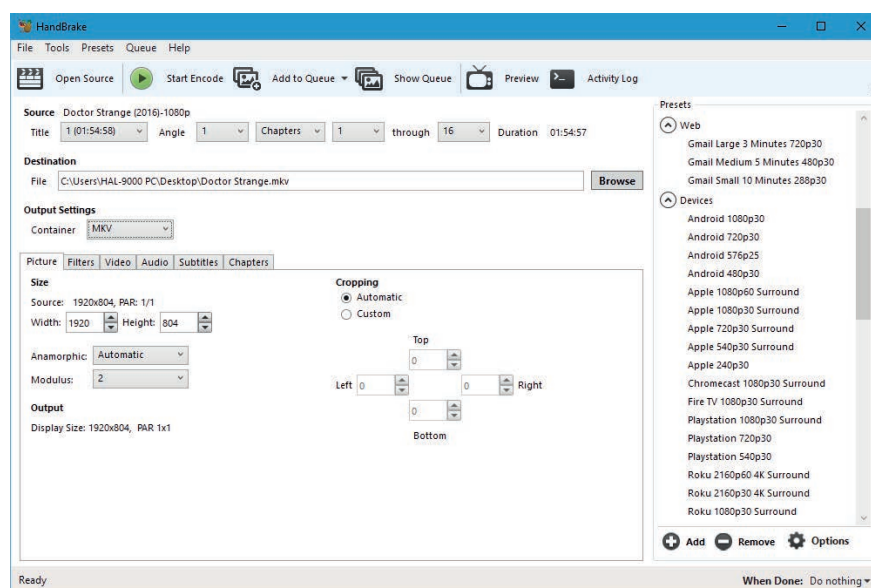 HandBrake
File Tools Presets Queue Help
Open Source Start Encode Add to Queue Show Queue Preview Activity Log
Source Doctor Strange (2016)-1080p
Title 1 (01:54:58) Angle 1 Chapters 1 through 16 Duration 01:54:57
Destination
File C:\Users\HAL-9000 PC\Desktop\Doctor Strange.mkv Browse
Output Settings
Container MKV
Picture Filters Video Audio Subtitles Chapters
Size
Source: 1920x804, PAR: 1/1
Width: 1920 Height: 804
Anamorphic: Automatic
Modulus: 2
Output
Display Size: 1920x804, PAR 1x1
Cropping
Automatic
Custom
Top
0
Left 0 0 Right
0
Bottom
Presets
Web
Gmail Large 3 Minutes 720p30
Gmail Medium 5 Minutes 480p30
Gmail Small 10 Minutes 288p30
Devices
Android 1080p30
Android 720p30
Android 576p25
Android 480p30
Apple 1080p60 Surround
Apple 1080p30 Surround
Apple 720p30 Surround
Apple 540p30 Surround
Apple 240p30
Chromecast 1080p30 Surround
Fire TV 1080p30 Surround
Playstation 1080p30 Surround
Playstation 720p30
Playstation 540p30
Roku 2160p60 4K Surround
Roku 2160p30 4K Surround
Roku 1080p30 Surround
Add Remove Options
Ready When Done: Do nothing